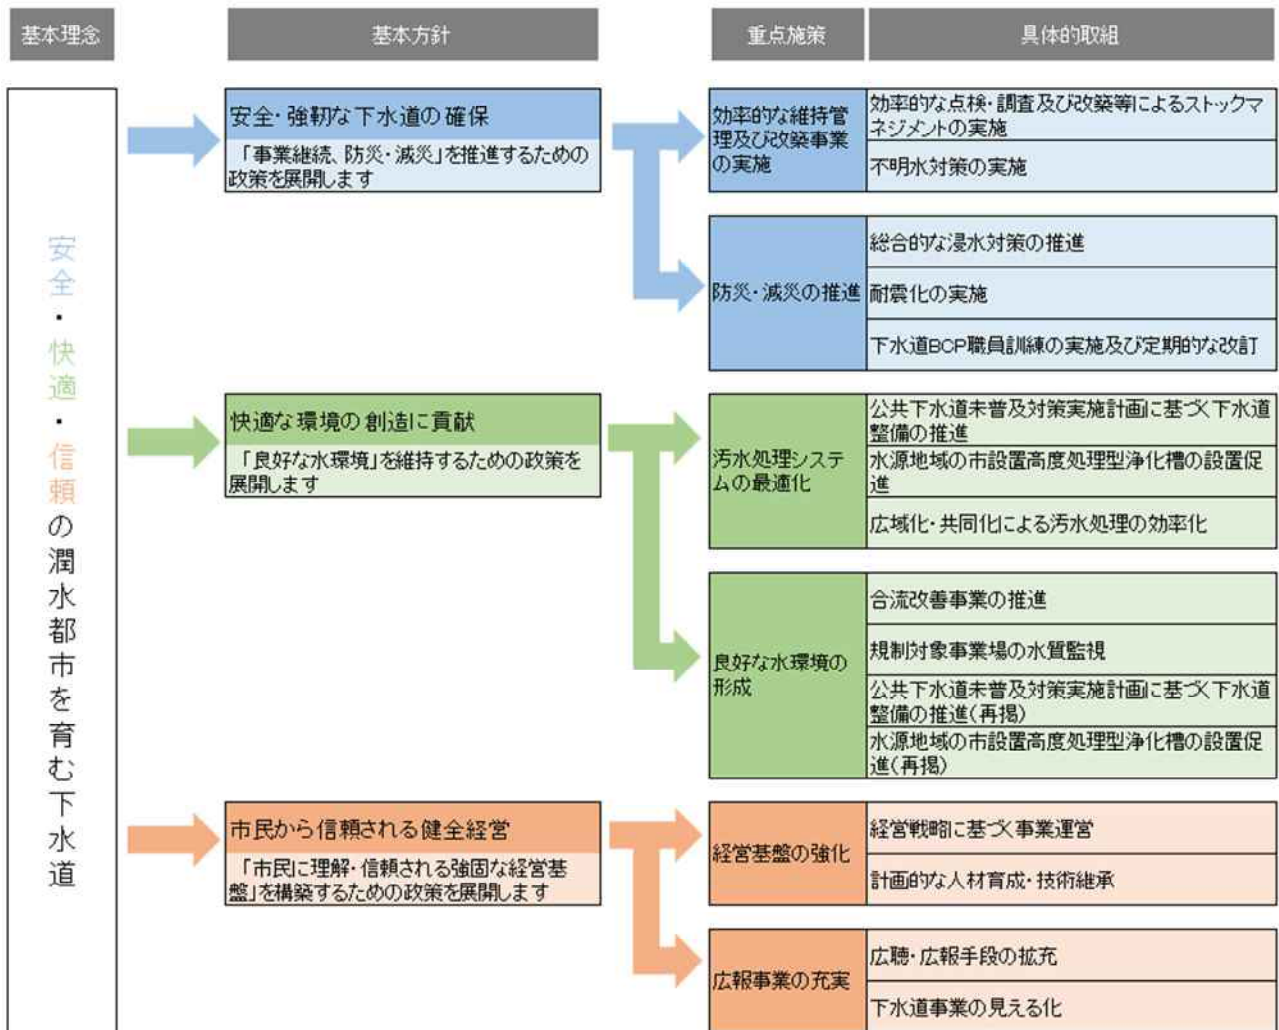 基本理念
基本方針
重点施策
具体的取組
安全・快適・信頼の潤水都市を育む下水道
安全・強靭な下水道の確保
「事業継続、防災・減災」を推進するための
政策を展開します
効率的な維持管
理及び改築事業
の実施
効率的な点検・調査及び改築等によるストックマ
ネジメントの実施
不明水対策の実施
防災・減災の推進
総合的な浸水対策の推進
耐震化の実施
下水道BCP職員訓練の実施及び定期的な改訂
快適な環境の創造に貢献
「良好な水環境」を維持するための政策を
展開します
汚水処理システ
ムの最適化
公共下水道未普及対策実施計画に基づく下水道
整備の推進
水源地域の市設置高度処理型浄化槽の設置促
進
広域化・共同化による汚水処理の効率化
良好な水環境の
形成
合流改善事業の推進
規制対象事業場の水質監視
公共下水道未普及対策実施計画に基づく下水道
整備の推進(再掲)
水源地域の市設置高度処理型浄化槽の設置促
進(再掲)
市民から信頼される健全経営
「市民に理解・信頼される強固な経営基
盤」を構築するための政策を展開します
経営基盤の強化
経営戦略に基づく事業運営
計画的な人材育成・技術継承
広報事業の充実
広聴・広報手段の拡充
下水道事業の見える化